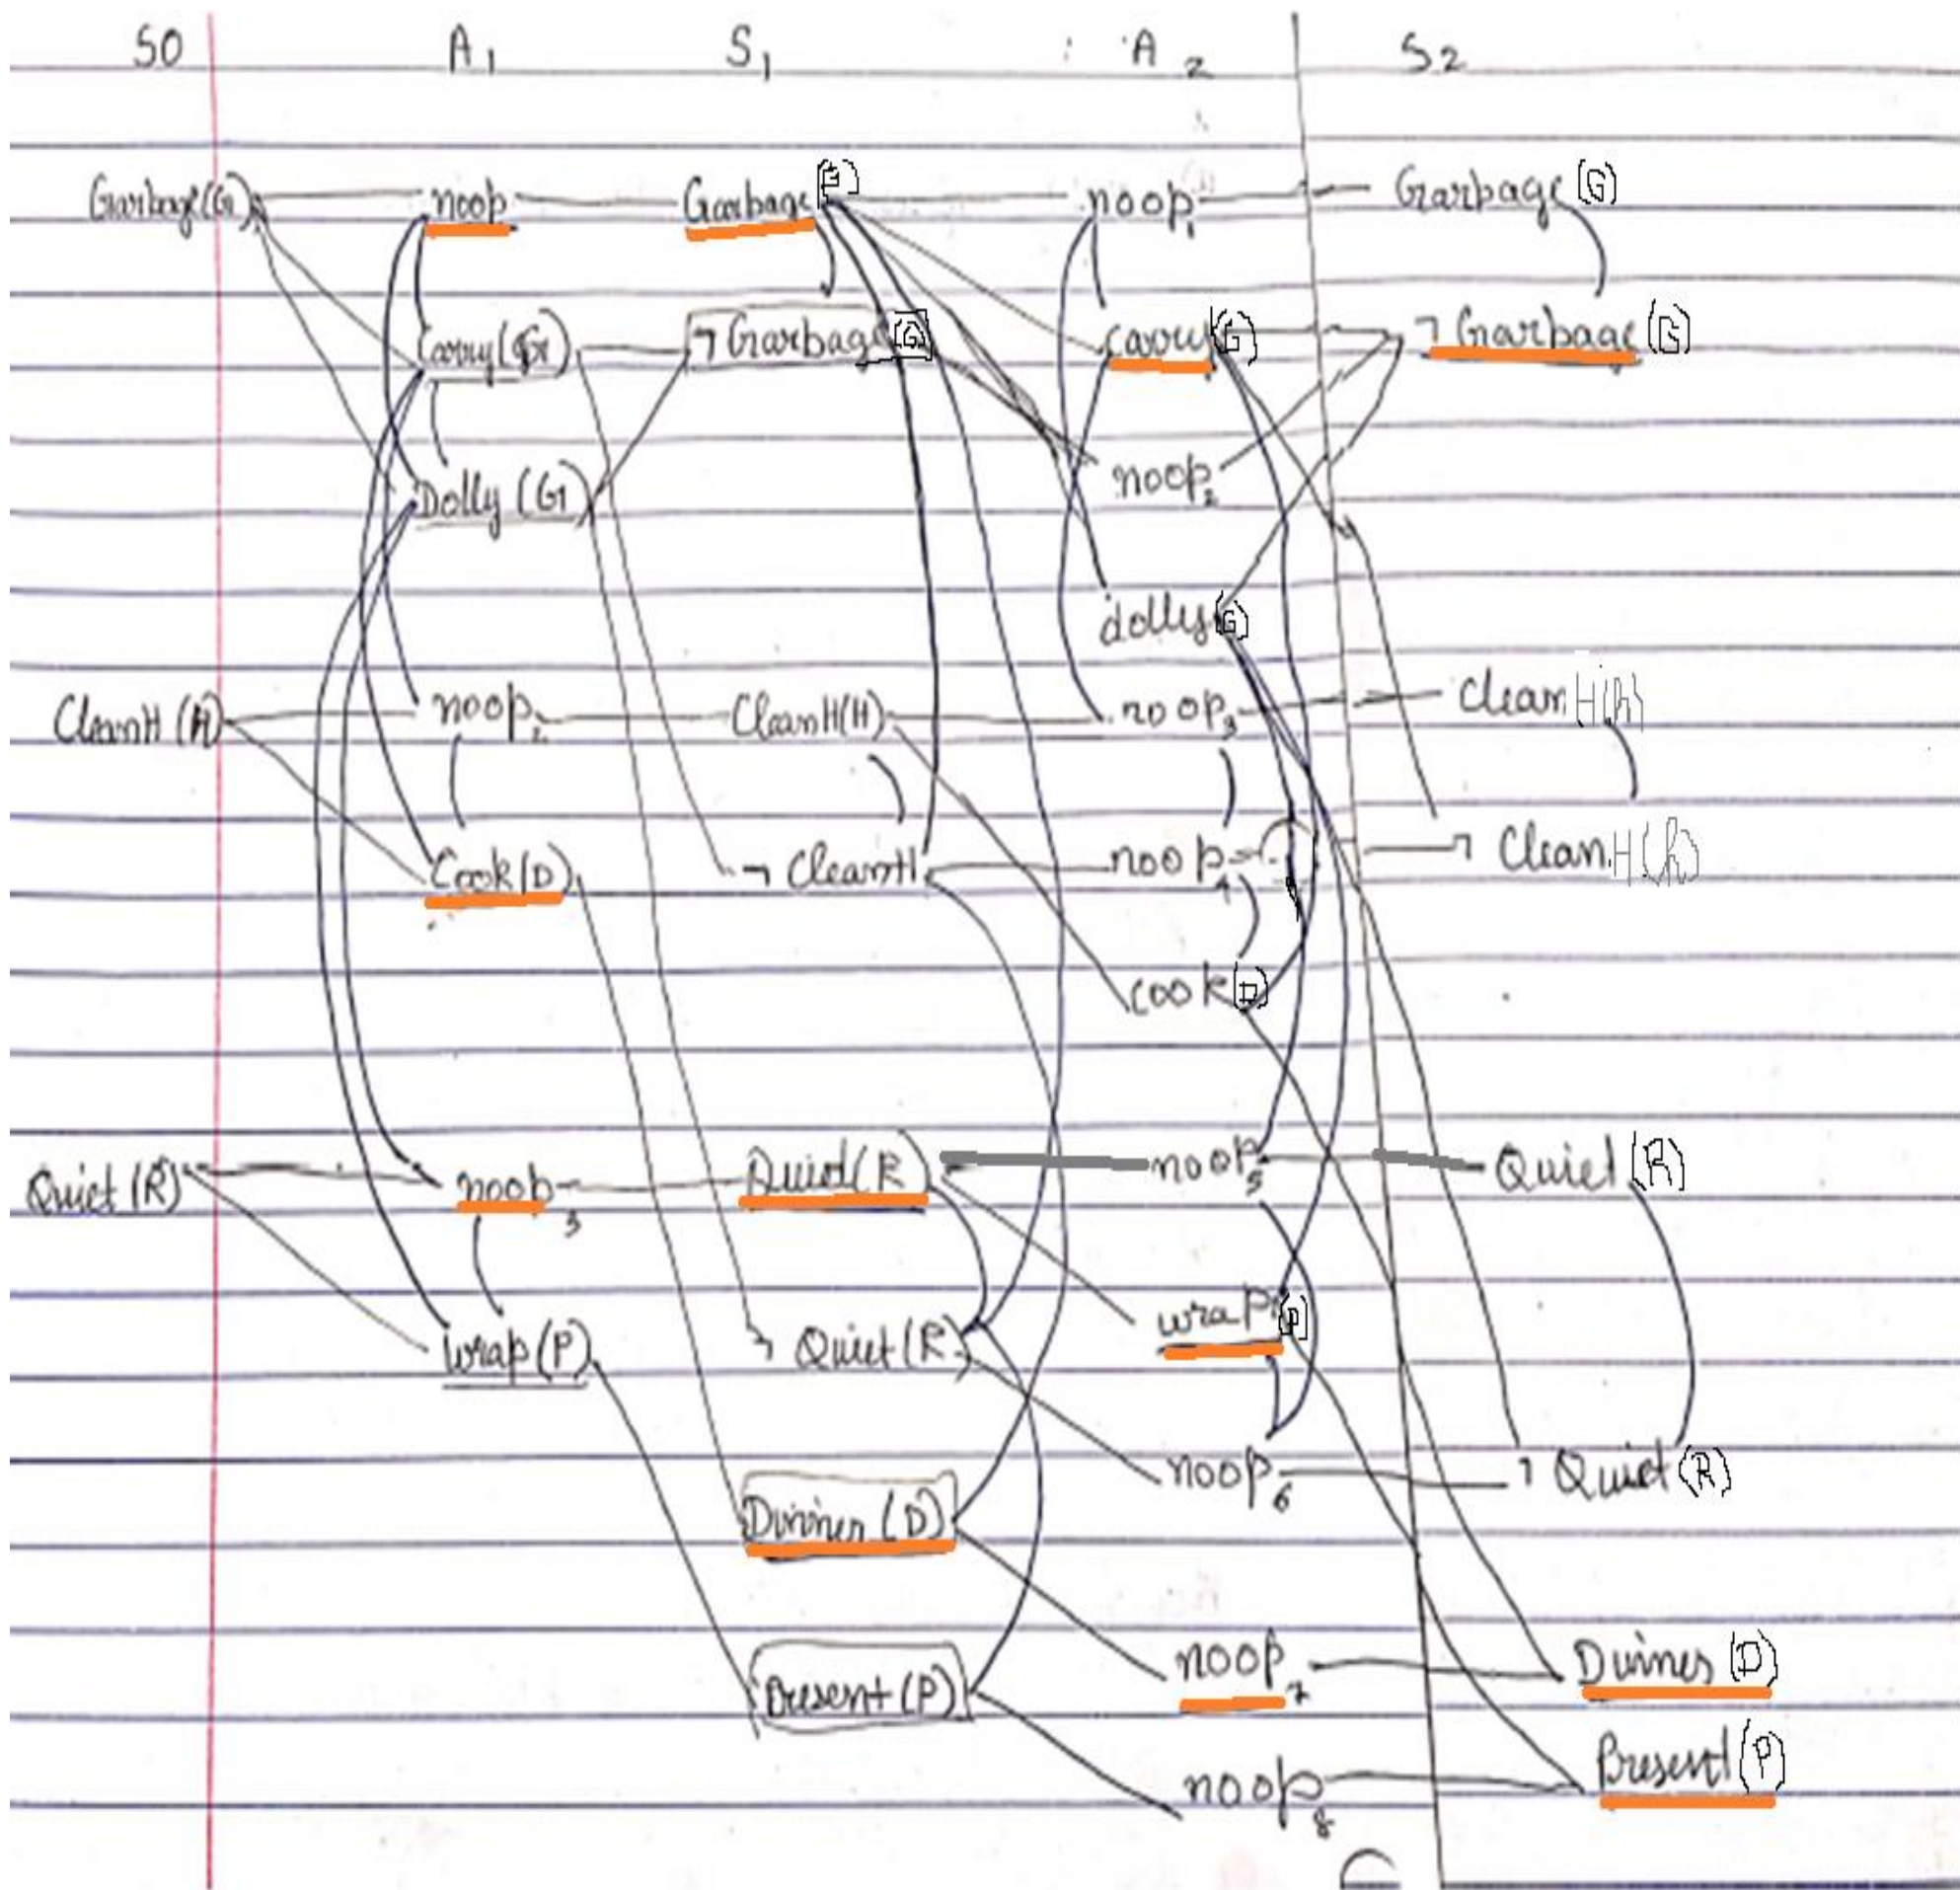 S0 A1 S1 A2 S2
Garbage(G) noop Garbage(G) noop1 Garbage (G)
Carry(G) ¬Garbage(G) carry(G) ¬Garbage (G)
Dolly (G) noop2
dolly(G)
CleanH (H) noop2 CleanH(H) noop3 Clean H(h)
Cook(D) ¬ CleanH noop4 ¬ Clean H(h)
cook(D)
Quiet (R) noop3 Quiet(R) noop5 Quiet (R)
Wrap(P) ¬ Quiet(R) wrap(P)
noop6 ¬ Quiet (R)
Dinner (D)
noop7 Dinner (D)
Present (P)
noop8 Present (P)